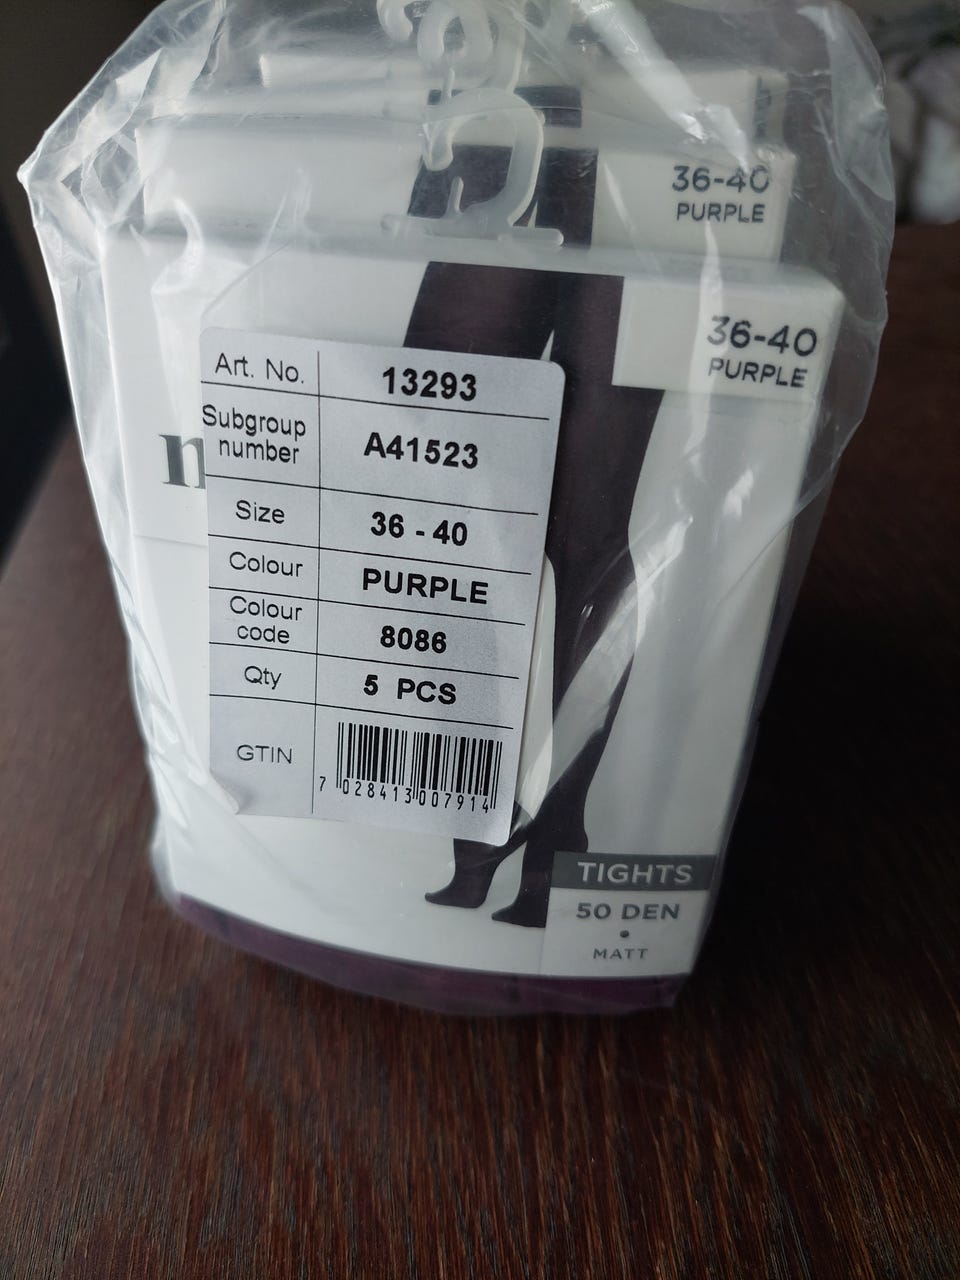 36-40
PURPLE
36-40
PURPLE
Art. No. 13293
Subgroup number A41523
Size 36 - 40
Colour PURPLE
Colour code 8086
Qty 5 PCS
GTIN
7 028413 007914
TIGHTS
50 DEN
•
MATT